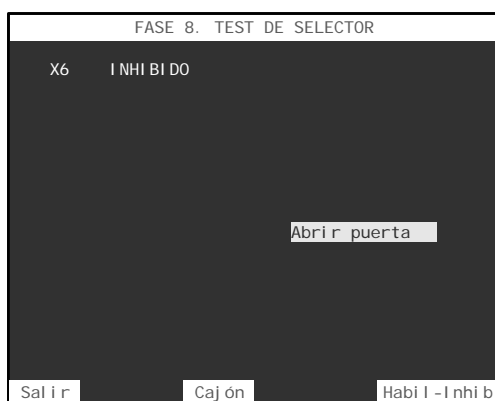 FASE 8. TEST DE SELECTOR
X6 INHIBIDO
Abrir puerta
Salir Cajón Habil-Inhib